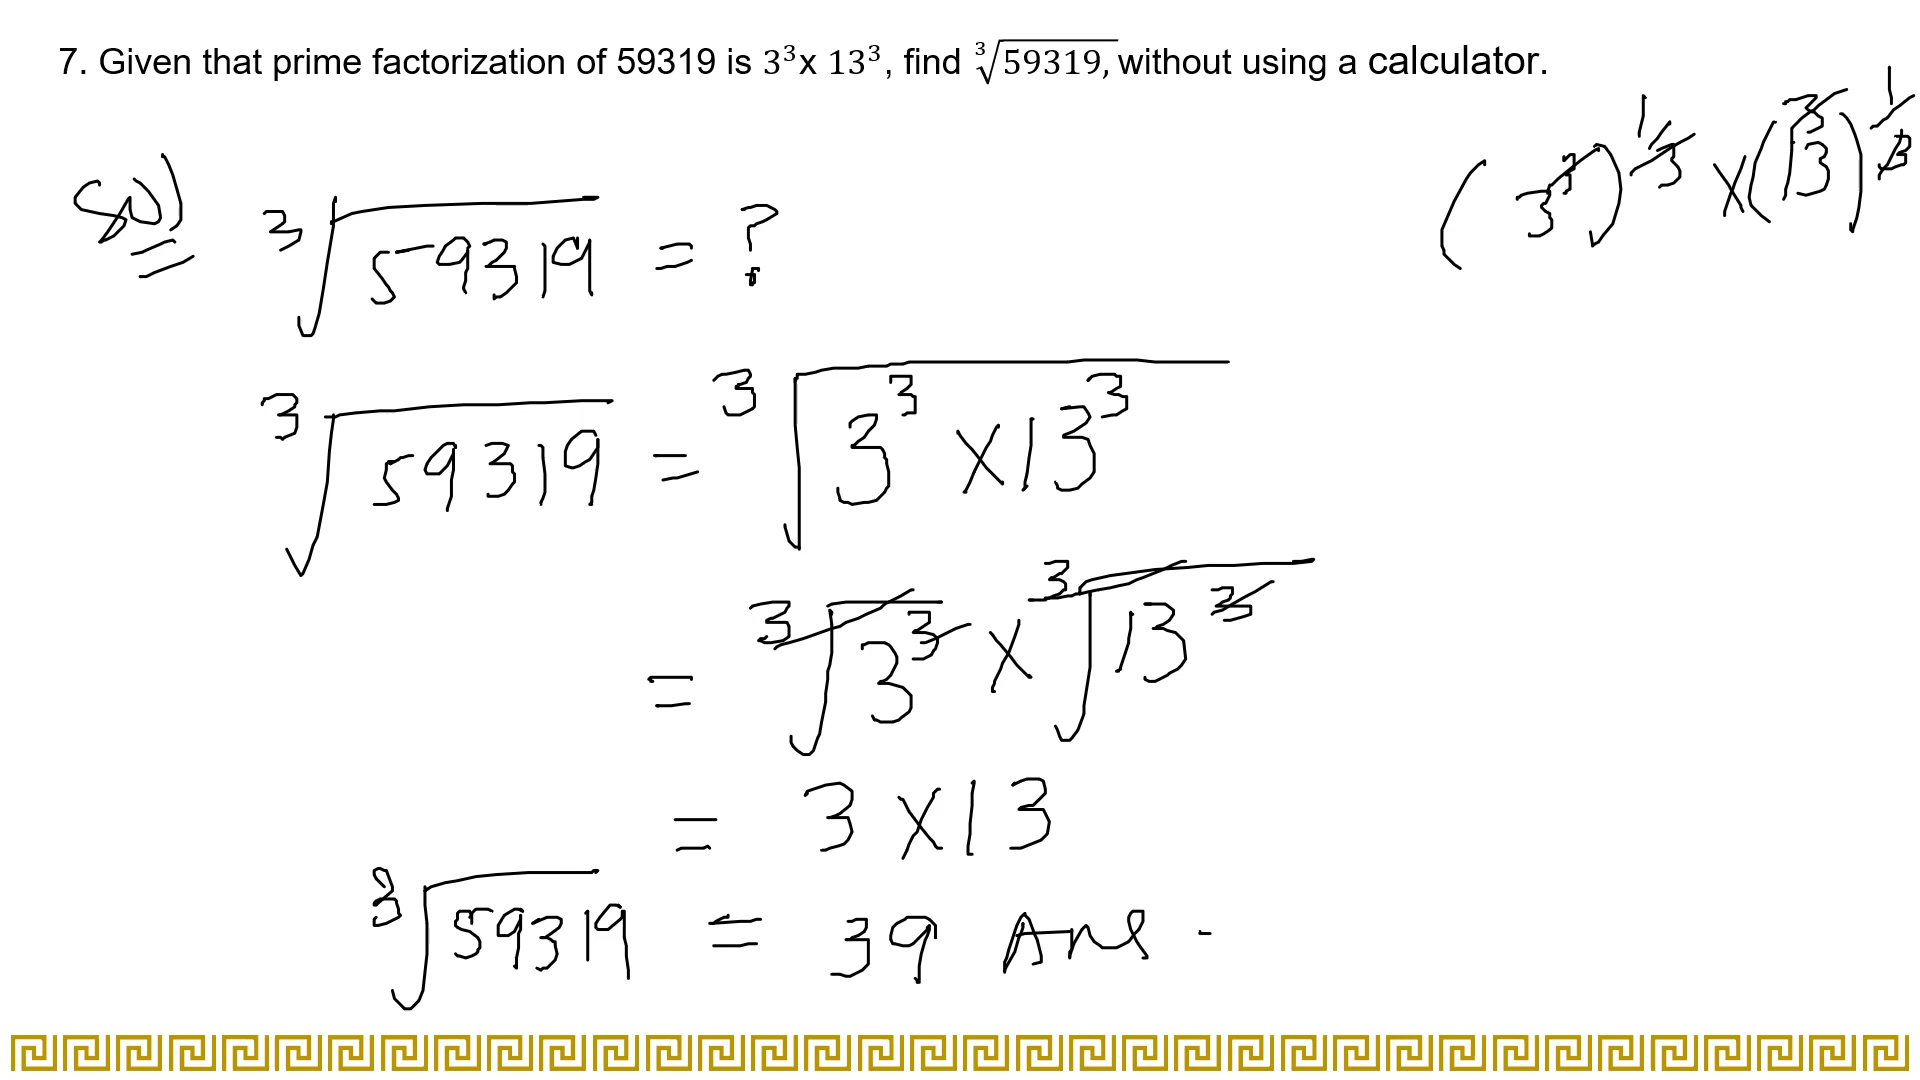 7. Given that prime factorization of 59319 is 3³x 13³, find ∛59319, without using a calculator.
(3³)^1/3 × (13³)^1/3
Sol) ∛59319 = ?
∛59319 = ∛3³ × 13³
= ∛3³ × ∛13³
= 3 × 13
∛59319 = 39 Ans.